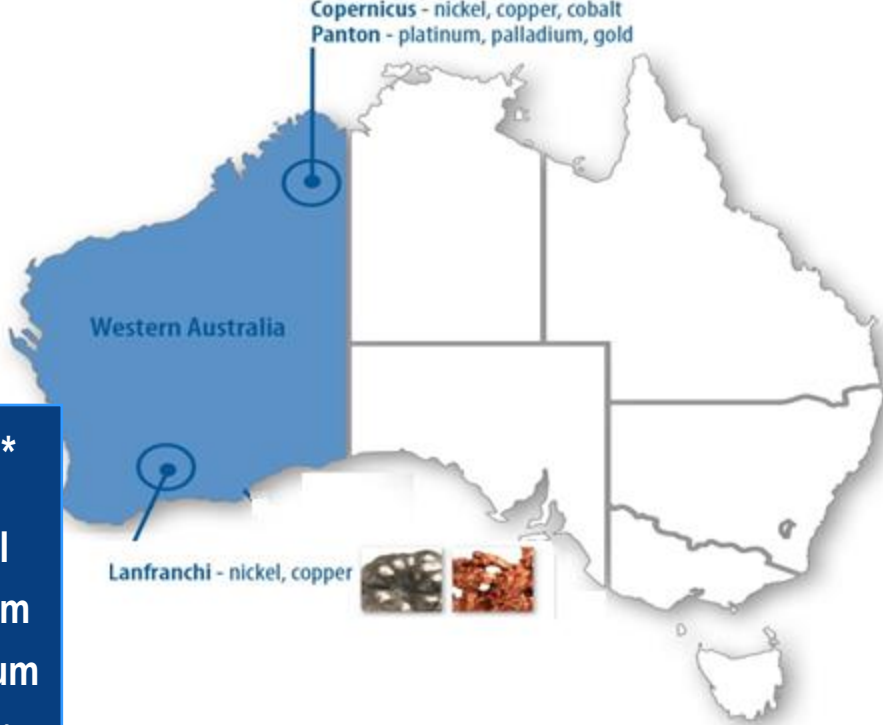 Copernicus - nickel, copper, cobalt
Panton - platinum, palladium, gold
Western Australia
*
Lanfranchi - nickel, copper